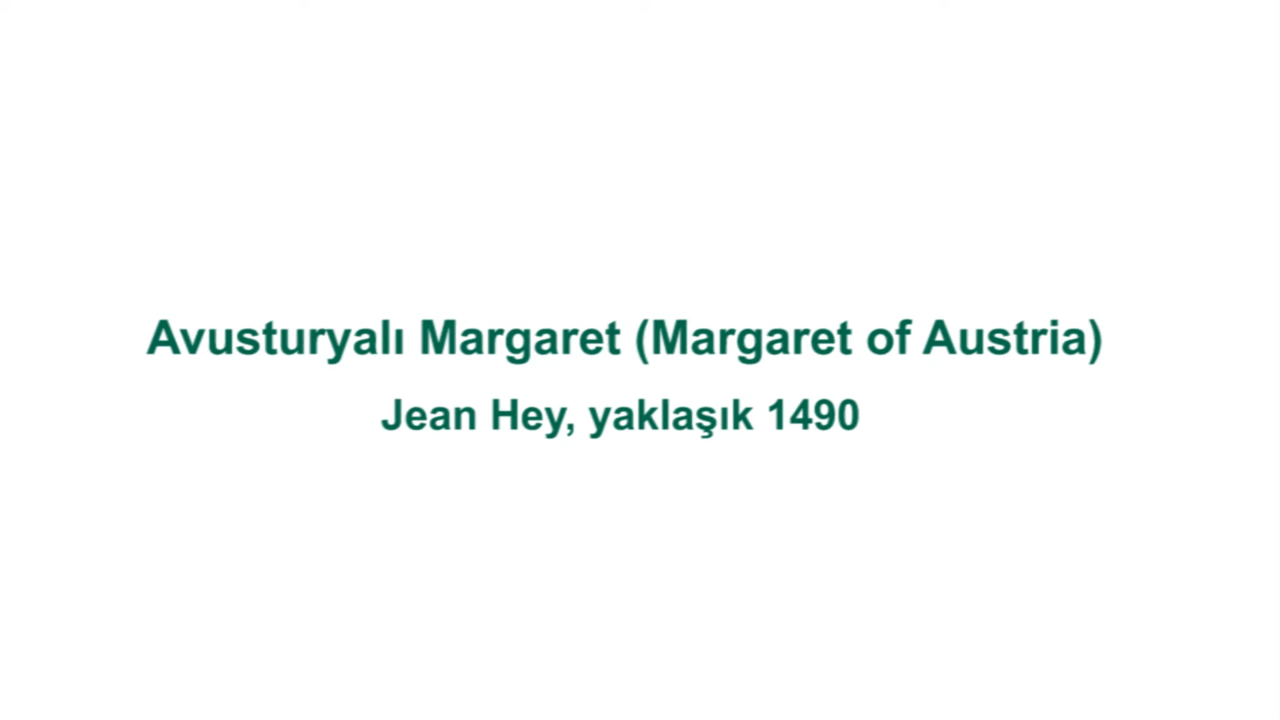 Avusturyalı Margaret (Margaret of Austria)
Jean Hey, yaklaşık 1490